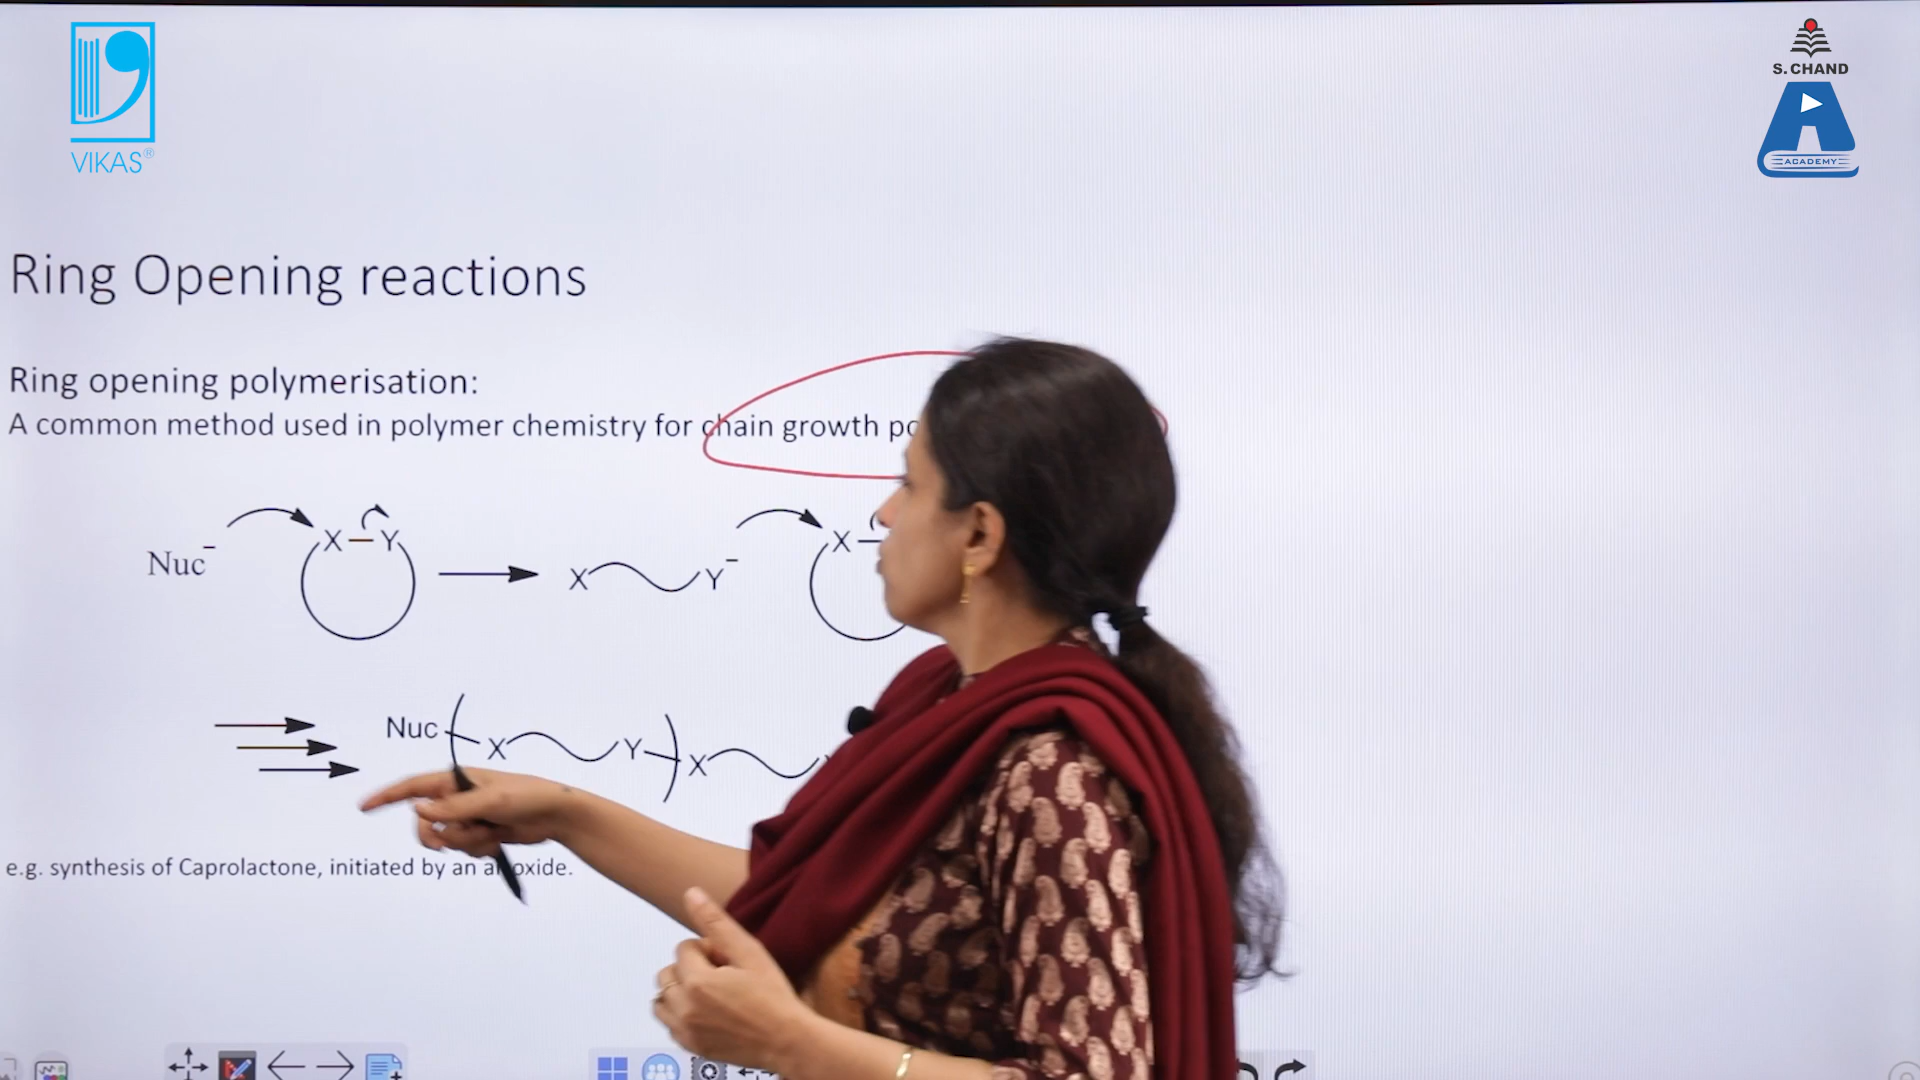 VIKAS®
S. CHAND
ACADEMY
Ring Opening reactions
Ring opening polymerisation:
A common method used in polymer chemistry for chain growth
Nuc⁻ X Y X Y⁻ X
Nuc X Y X
e.g. synthesis of Caprolactone, initiated by an